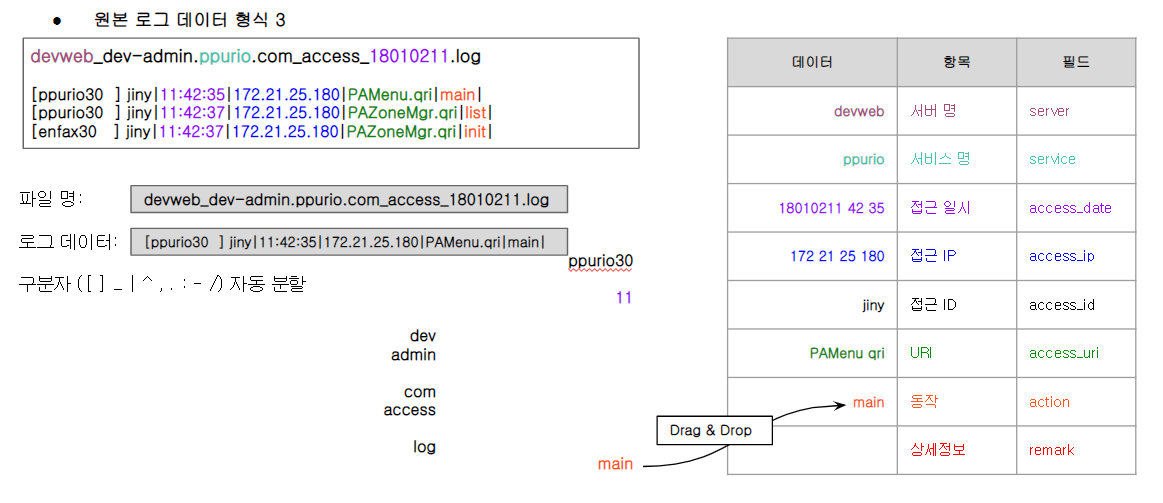 ● 원본 로그 데이터 형식 3
devweb_dev-admin.ppurio.com_access_18010211.log
[ppurio30 ] jiny|11:42:35|172.21.25.180|PAMenu.qri|main|
[ppurio30 ] jiny|11:42:37|172.21.25.180|PAZoneMgr.qri|list|
[enfax30 ] jiny|11:42:37|172.21.25.180|PAZoneMgr.qri|init|
파일 명: devweb_dev-admin.ppurio.com_access_18010211.log
로그 데이터: [ppurio30 ] jiny|11:42:35|172.21.25.180|PAMenu.qri|main|
구분자 ( [ ] _ | ^ , . : - /) 자동 분할
ppurio30
11
dev
admin
com
access
log
main
Drag & Drop
데이터 항목 필드
devweb 서버 명 server
ppurio 서비스 명 service
18010211 42 35 접근 일시 access_date
172 21 25 180 접근 IP access_ip
jiny 접근 ID access_id
PAMenu qri URI access_uri
main 동작 action
상세정보 remark